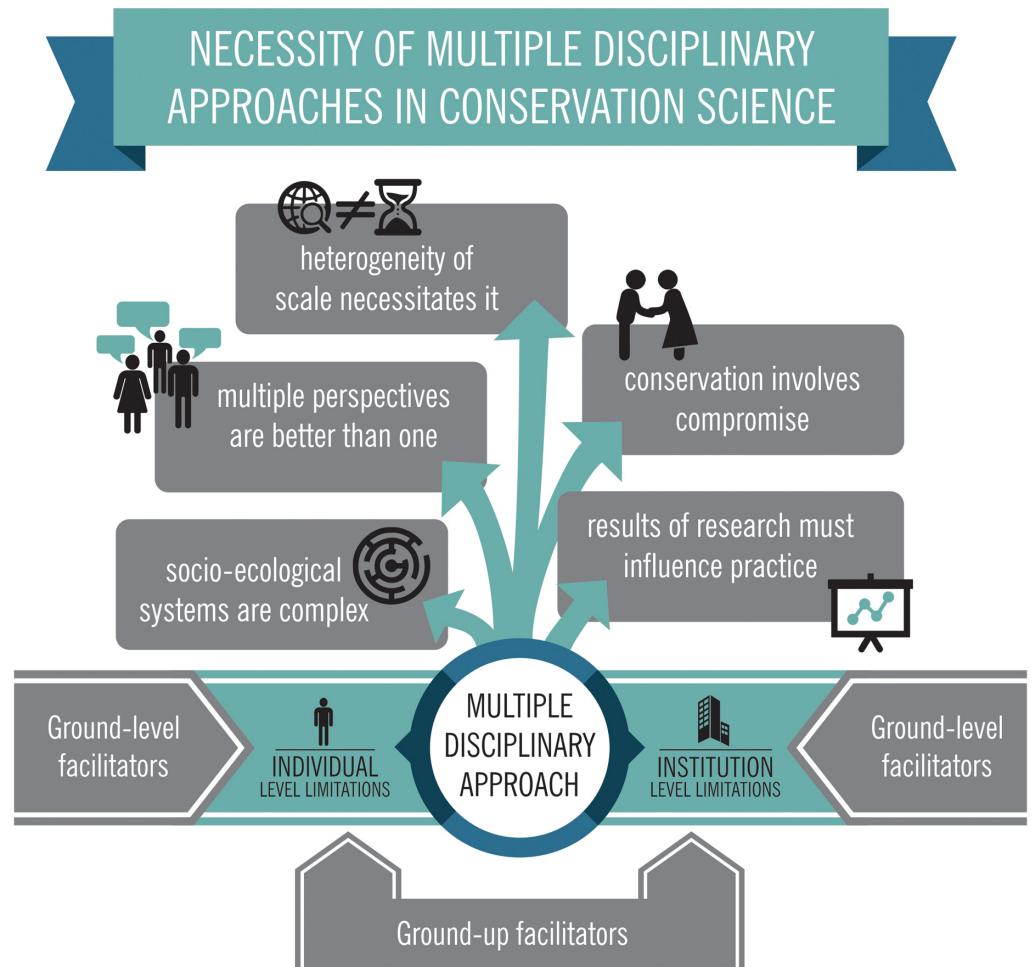 NECESSITY OF MULTIPLE DISCIPLINARY
APPROACHES IN CONSERVATION SCIENCE
heterogeneity of
scale necessitates it
multiple perspectives
are better than one
conservation involves
compromise
socio-ecological
systems are complex
results of research must
influence practice
Ground-level
facilitators
INDIVIDUAL
LEVEL LIMITATIONS
MULTIPLE
DISCIPLINARY
APPROACH
INSTITUTION
LEVEL LIMITATIONS
Ground-level
facilitators
Ground-up facilitators